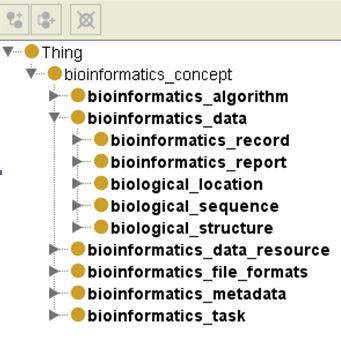 Thing
bioinformatics_concept
bioinformatics_algorithm
bioinformatics_data
bioinformatics_record
bioinformatics_report
biological_location
biological_sequence
biological_structure
bioinformatics_data_resource
bioinformatics_file_formats
bioinformatics_metadata
bioinformatics_task